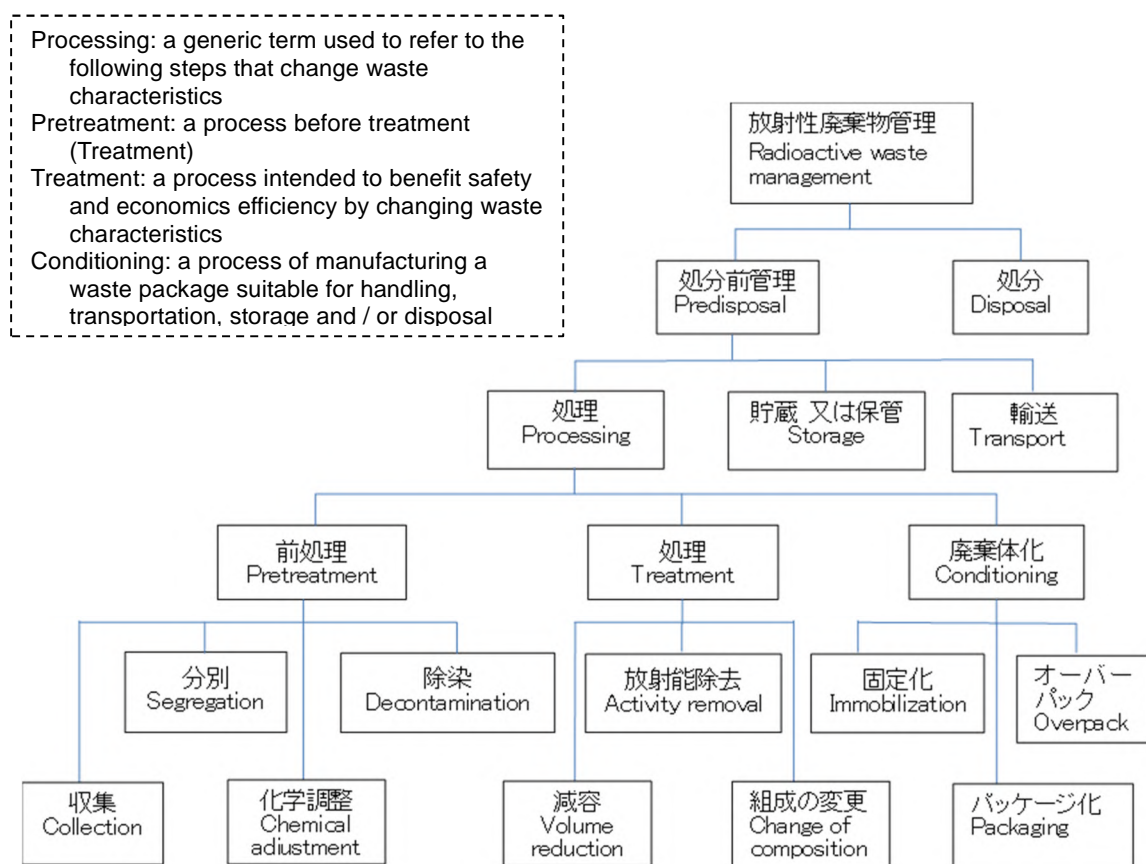 Processing: a generic term used to refer to the
following steps that change waste
characteristics
Pretreatment: a process before treatment
(Treatment)
Treatment: a process intended to benefit safety
and economics efficiency by changing waste
characteristics
Conditioning: a process of manufacturing a
waste package suitable for handling,
transportation, storage and / or disposal
放射性廃棄物管理
Radioactive waste
management
処分前管理
Predisposal
処分
Disposal
処理
Processing
貯蔵 又は保管
Storage
輸送
Transport
前処理
Pretreatment
処理
Treatment
廃棄体化
Conditioning
分別
Segregation
除染
Decontamination
放射能除去
Activity removal
固定化
Immobilization
オーバー
パック
Overpack
収集
Collection
化学調整
Chemical
adiustment
減容
Volume
reduction
組成の変更
Change of
composition
パッケージ化
Packaging